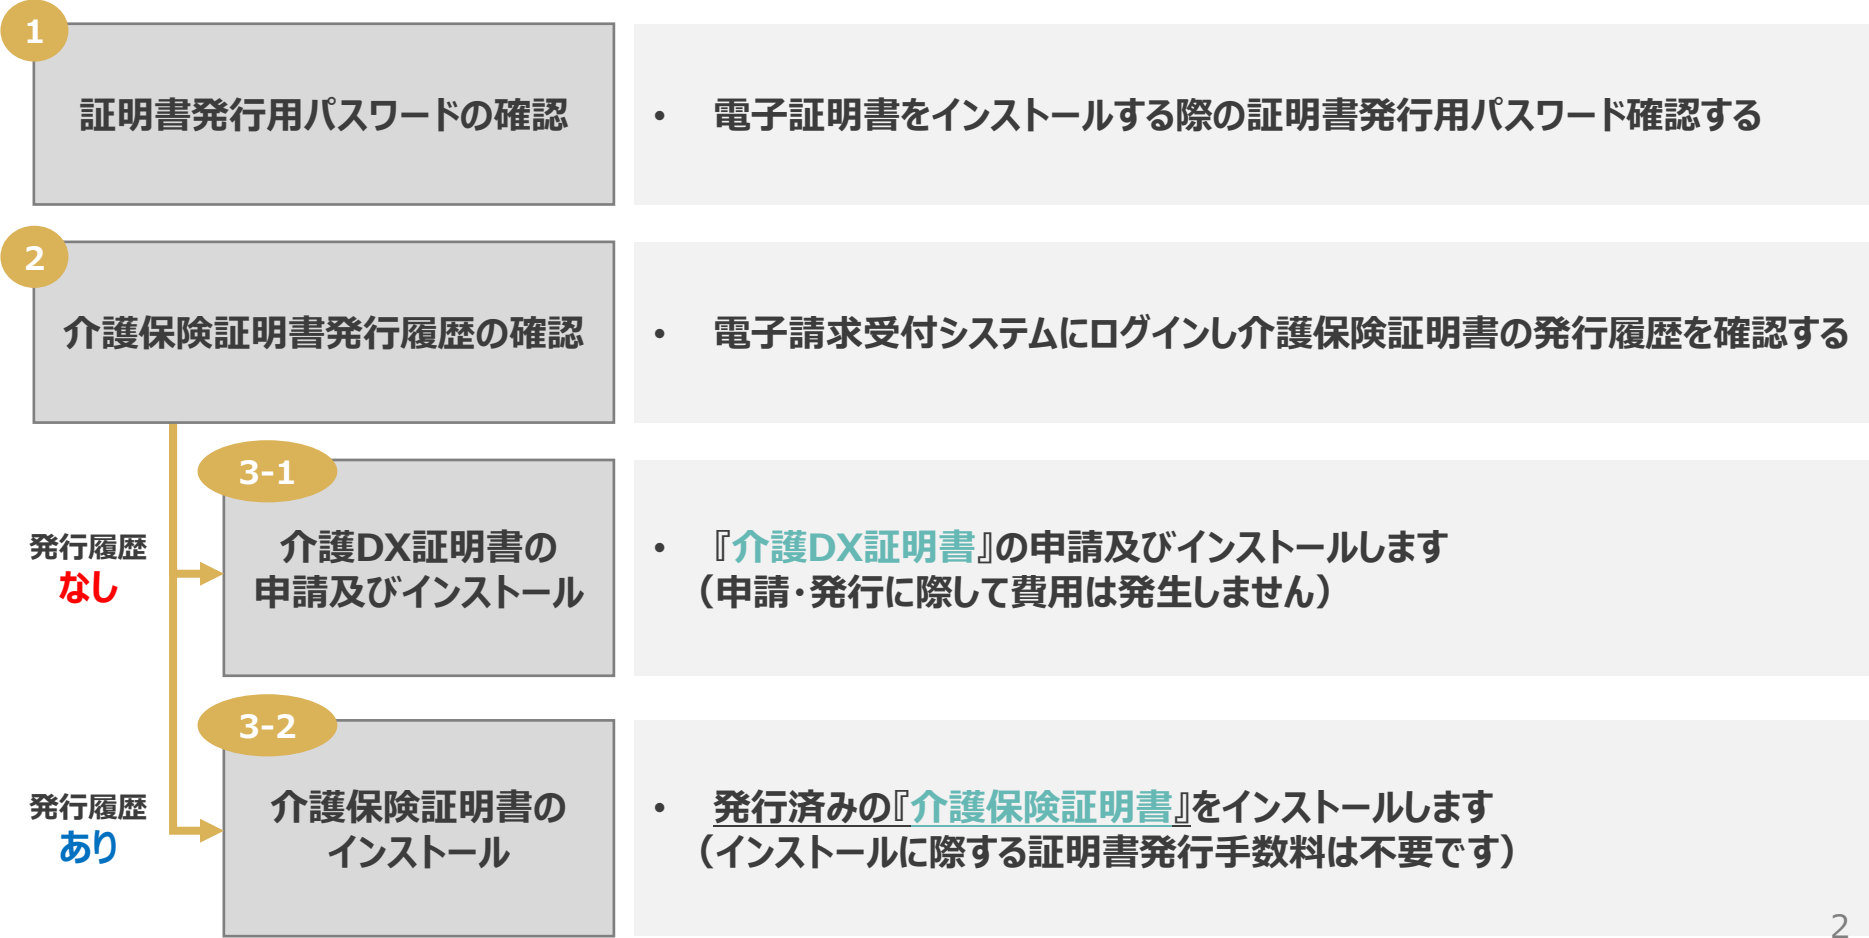 1
証明書発行用パスワードの確認
• 電子証明書をインストールする際の証明書発行用パスワード確認する
2
介護保険証明書発行履歴の確認
• 電子請求受付システムにログインし介護保険証明書の発行履歴を確認する
発行履歴
なし
3-1
介護DX証明書の
申請及びインストール
• 『介護DX証明書』の申請及びインストールします
（申請・発行に際して費用は発生しません）
発行履歴
あり
3-2
介護保険証明書の
インストール
• 発行済みの『介護保険証明書』をインストールします
（インストールに際する証明書発行手数料は不要です）
2